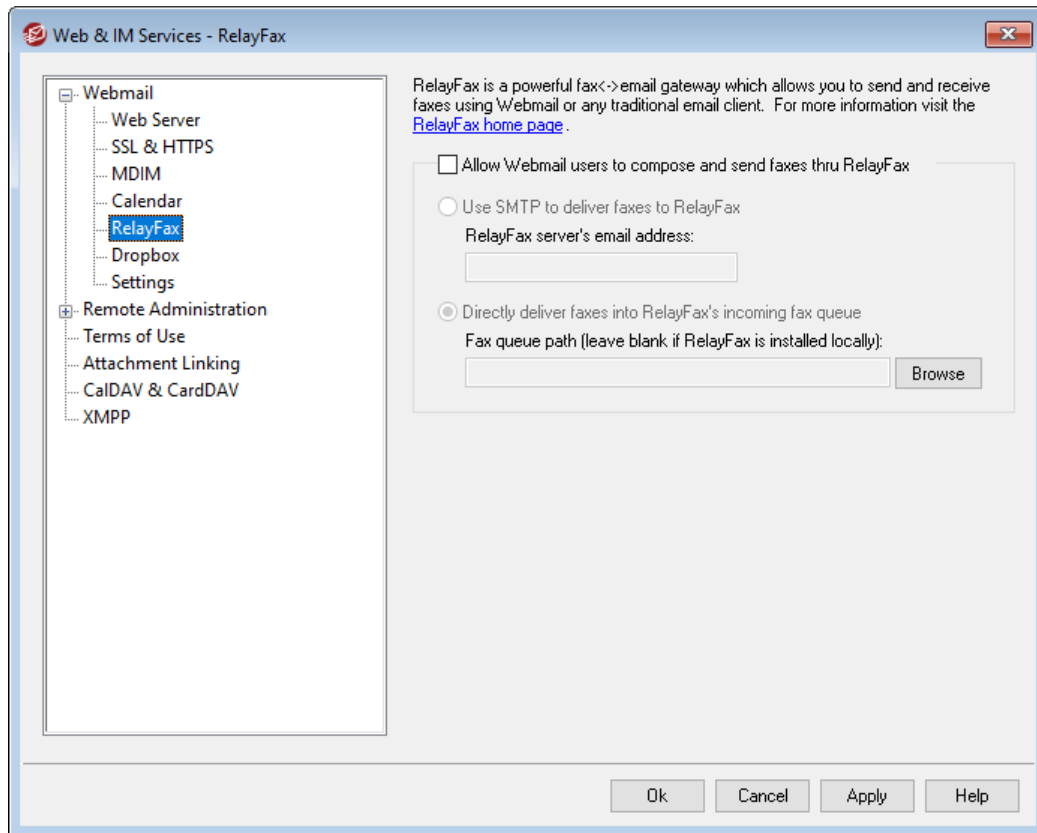 Web & IM Services - RelayFax
Webmail
Web Server
SSL & HTTPS
MDIM
Calendar
RelayFax
Dropbox
Settings
Remote Administration
Terms of Use
Attachment Linking
CalDAV & CardDAV
XMPP
RelayFax is a powerful fax<->email gateway which allows you to send and receive
faxes using Webmail or any traditional email client.  For more information visit the
RelayFax home page .
Allow Webmail users to compose and send faxes thru RelayFax
Use SMTP to deliver faxes to RelayFax
RelayFax server's email address:
Directly deliver faxes into RelayFax's incoming fax queue
Fax queue path (leave blank if RelayFax is installed locally):
Browse
Ok Cancel Apply Help